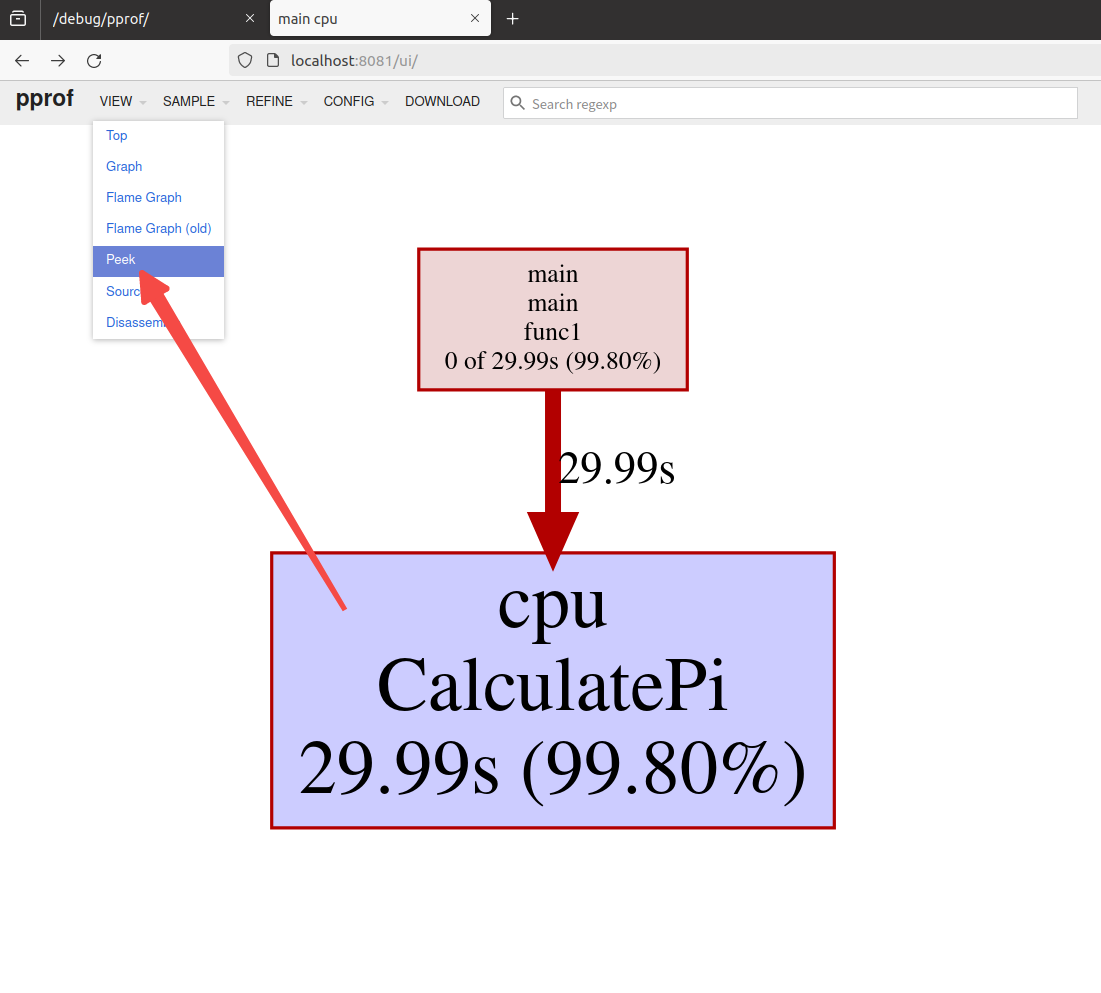 /debug/pprof/
main cpu
localhost:8081/ui/
pprof
VIEW SAMPLE REFINE CONFIG DOWNLOAD
Search regexp
Top
Graph
Flame Graph
Flame Graph (old)
Peek
Sourc
Disassem
main
main
func1
0 of 29.99s (99.80%)
29.99s
cpu
CalculatePi
29.99s (99.80%)